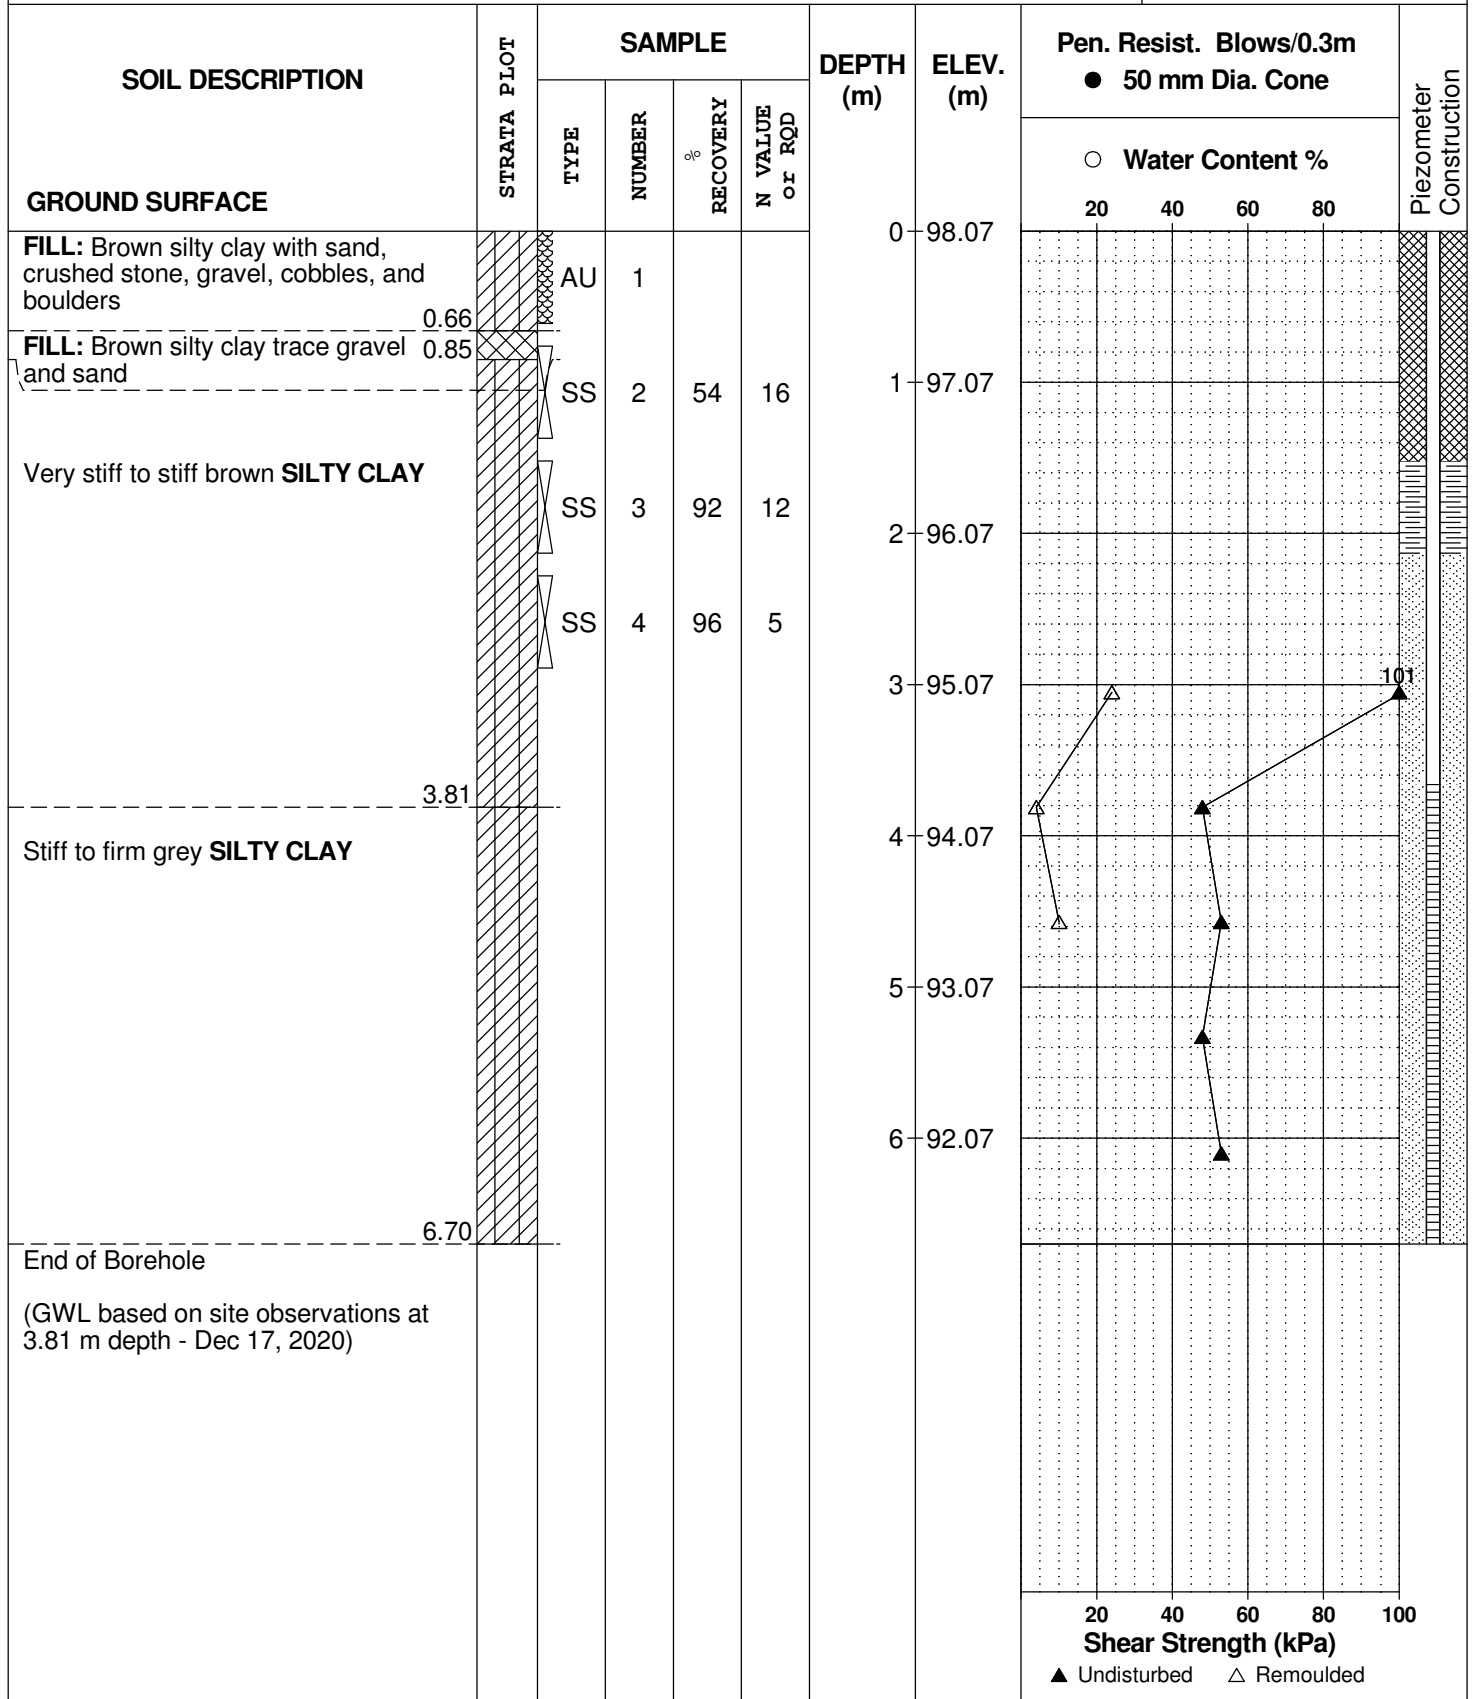 SOIL DESCRIPTION
GROUND SURFACE
STRATA PLOT
SAMPLE
TYPE
NUMBER
%
RECOVERY
N VALUE
or RQD
DEPTH
(m)
ELEV.
(m)
Pen. Resist. Blows/0.3m
● 50 mm Dia. Cone
○ Water Content %
20 40 60 80
Piezometer
Construction
0 98.07
FILL: Brown silty clay with sand,
crushed stone, gravel, cobbles, and
boulders
0.66
AU 1
FILL: Brown silty clay trace gravel
and sand
0.85
1 97.07
SS 2 54 16
Very stiff to stiff brown SILTY CLAY
SS 3 92 12
2 96.07
SS 4 96 5
3 95.07
101
3.81
4 94.07
Stiff to firm grey SILTY CLAY
5 93.07
6 92.07
6.70
End of Borehole
(GWL based on site observations at
3.81 m depth - Dec 17, 2020)
20 40 60 80 100
Shear Strength (kPa)
▲ Undisturbed △ Remoulded